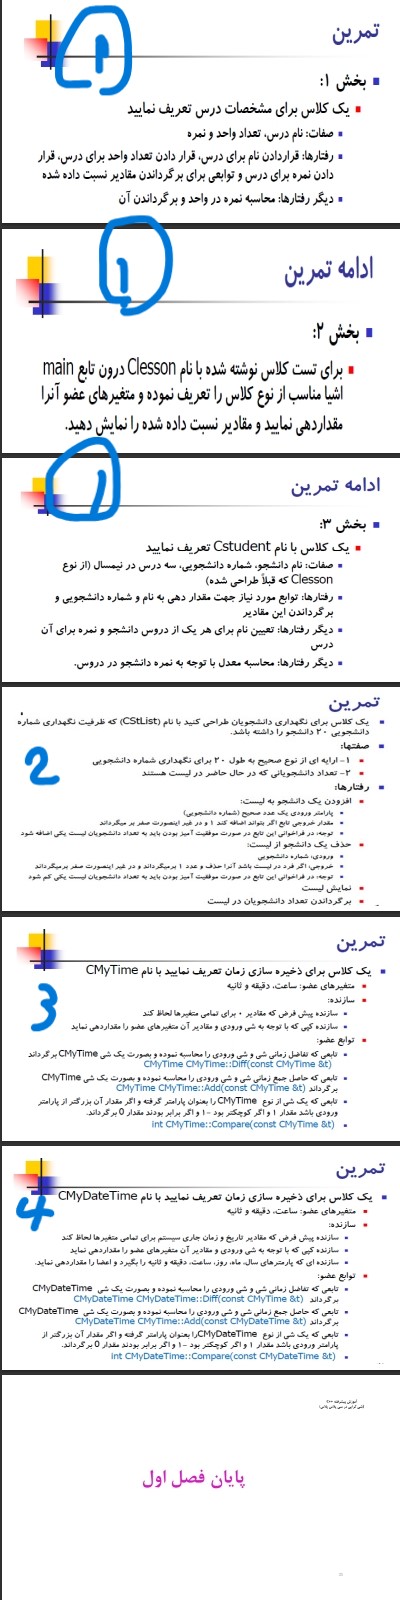 1
تمرین
بخش ۱:
یک کلاس برای مشخصات درس تعریف نمایید
صفات: نام درس، تعداد واحد و نمره
رفتارها: قراردادن نام برای درس، قرار دادن تعداد واحد برای درس، قرار
دادن نمره برای درس و توابعی برای برگرداندن مقادیر نسبت داده شده
دیگر رفتارها: محاسبه نمره در واحد و برگرداندن آن
1
ادامه تمرین
بخش ۲:
برای تست کلاس نوشته شده با نام Clesson درون تابع main
اشیا مناسب از نوع کلاس را تعریف نموده و متغیرهای عضو آنرا
مقداردهی نمایید و مقادیر نسبت داده شده را نمایش دهید.
1
ادامه تمرین
بخش ۳:
یک کلاس با نام Cstudent تعریف نمایید
صفات: نام دانشجو، شماره دانشجویی، سه درس در نیمسال (از نوع
Clesson که قبلاً طراحی شده)
رفتارها: توابع مورد نیاز جهت مقدار دهی به نام و شماره دانشجویی و
برگرداندن این مقادیر
دیگر رفتارها: تعیین نام برای هر یک از دروس دانشجو و نمره برای آن
درس
دیگر رفتارها: محاسبه معدل با توجه به نمره دانشجو در دروس.
تمرین
یک کلاس برای نگهداری دانشجویان طراحی کنید با نام (CStList) که ظرفیت نگهداری شماره
دانشجویی ۲۰ دانشجو را داشته باشد.
2
صفتها:
۱- ارایه ای از نوع صحیح به طول ۲۰ برای نگهداری شماره دانشجویی
۲- تعداد دانشجویانی که در حال حاضر در لیست هستند
رفتارها:
افزودن یک دانشجو به لیست:
پارامتر ورودی یک عدد صحیح (شماره دانشجویی)
مقدار خروجی تابع اگر بتواند اضافه کند ۱ و در غیر اینصورت صفر بر میگرداند
توجه: در فراخوانی این تابع در صورت موفقیت آمیز بودن باید به تعداد دانشجویان لیست یکی اضافه شود
حذف یک دانشجو از لیست:
ورودی: شماره دانشجویی
خروجی: اگر فرد در لیست باشد آنرا حذف و عدد ۱ برمیگرداند و در غیر اینصورت صفر برمیگرداند
توجه: در فراخوانی این تابع در صورت موفقیت آمیز بودن باید به تعداد دانشجویان لیست یکی کم شود
نمایش لیست
برگرداندن تعداد دانشجویان در لیست
تمرین
یک کلاس برای ذخیره سازی زمان تعریف نمایید با نام CMyTime
3
متغیرهای عضو: ساعت، دقیقه و ثانیه
سازنده:
سازنده پیش فرض که مقادیر ۰ برای تمامی متغیرها لحاظ کند
سازنده کپی که با توجه به شی ورودی و مقادیر آن متغیرهای عضو را مقداردهی نماید
توابع عضو:
تابعی که تفاضل زمانی شی و شی ورودی را محاسبه نموده و بصورت یک شی CMyTime برگرداند
CMyTime CMyTime::Diff(const CMyTime &t)
تابعی که حاصل جمع زمانی شی و شی ورودی را محاسبه نموده و بصورت یک شی CMyTime
برگرداند CMyTime CMyTime::Add(const CMyTime &t)
تابعی که یک شی از نوع CMyTime را بعنوان پارامتر گرفته و اگر مقدار آن بزرگتر از پارامتر
ورودی باشد مقدار ۱ و اگر کوچکتر بود -۱ و اگر برابر بودند مقدار 0 برگرداند.
int CMyTime::Compare(const CMyTime &t)
تمرین
یک کلاس برای ذخیره سازی زمان تعریف نمایید با نام CMyDateTime
4
متغیرهای عضو: ساعت، دقیقه و ثانیه
سازنده:
سازنده پیش فرض که مقادیر تاریخ و زمان جاری سیستم برای تمامی متغیرها لحاظ کند
سازنده کپی که با توجه به شی ورودی و مقادیر آن متغیرهای عضو را مقداردهی نماید
سازنده ای که پارامترهای سال، ماه، روز، ساعت، دقیقه و ثانیه را بگیرد و اعضا را مقداردهی نماید.
توابع عضو:
تابعی که تفاضل زمانی شی و شی ورودی را محاسبه نموده و بصورت یک شی CMyDateTime
برگرداند CMyDateTime CMyDateTime::Diff(const CMyTime &t)
تابعی که حاصل جمع زمانی شی و شی ورودی را محاسبه نموده و بصورت یک شی CMyDateTime
برگرداند CMyDateTime CMyTime::Add(const CMyDateTime &t)
تابعی که یک شی از نوع CMyDateTime را بعنوان پارامتر گرفته و اگر مقدار آن بزرگتر از
پارامتر ورودی باشد مقدار ۱ و اگر کوچکتر بود -۱ و اگر برابر بودند مقدار 0 برگرداند.
int CMyDateTime::Compare(const CMyDateTime &t)
آموزش پیشرفته C++
پایان فصل اول